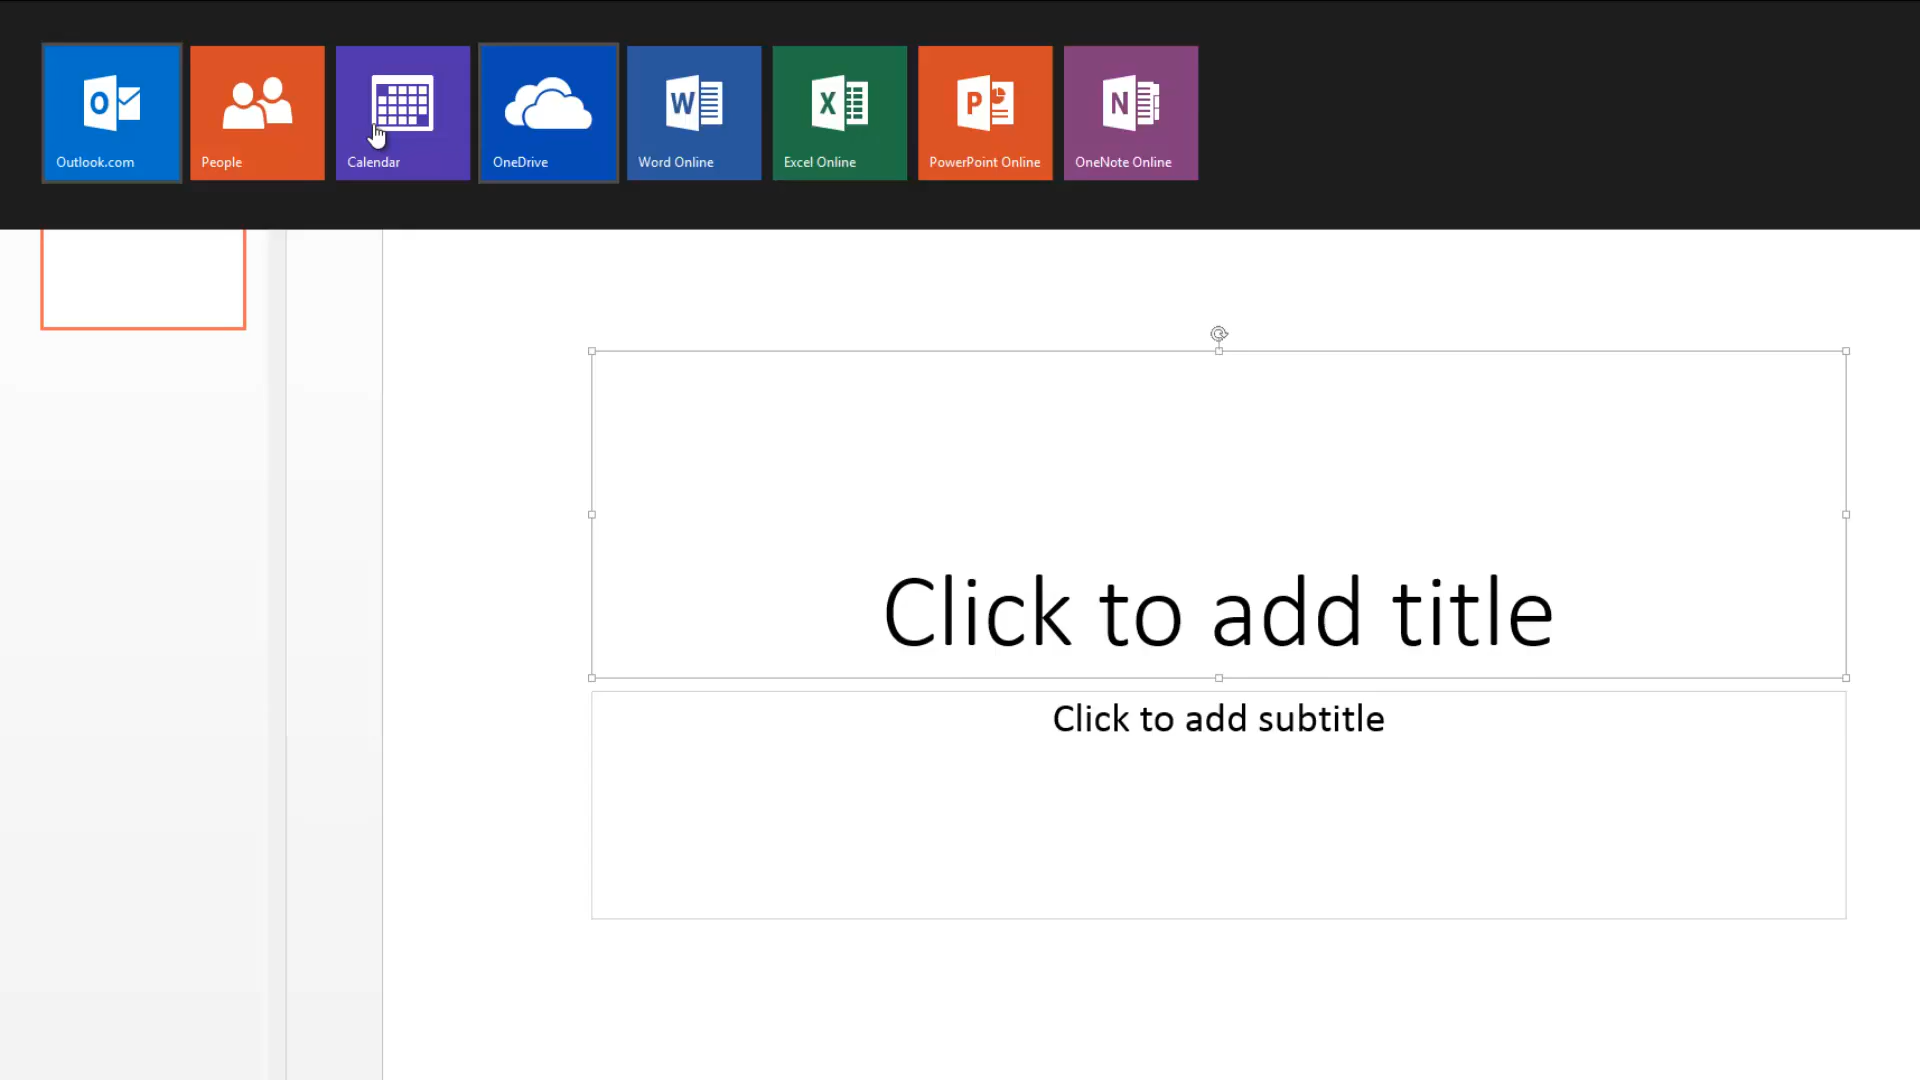 Outlook.com People Calendar OneDrive Word Online Excel Online PowerPoint Online OneNote Online
Click to add title
Click to add subtitle